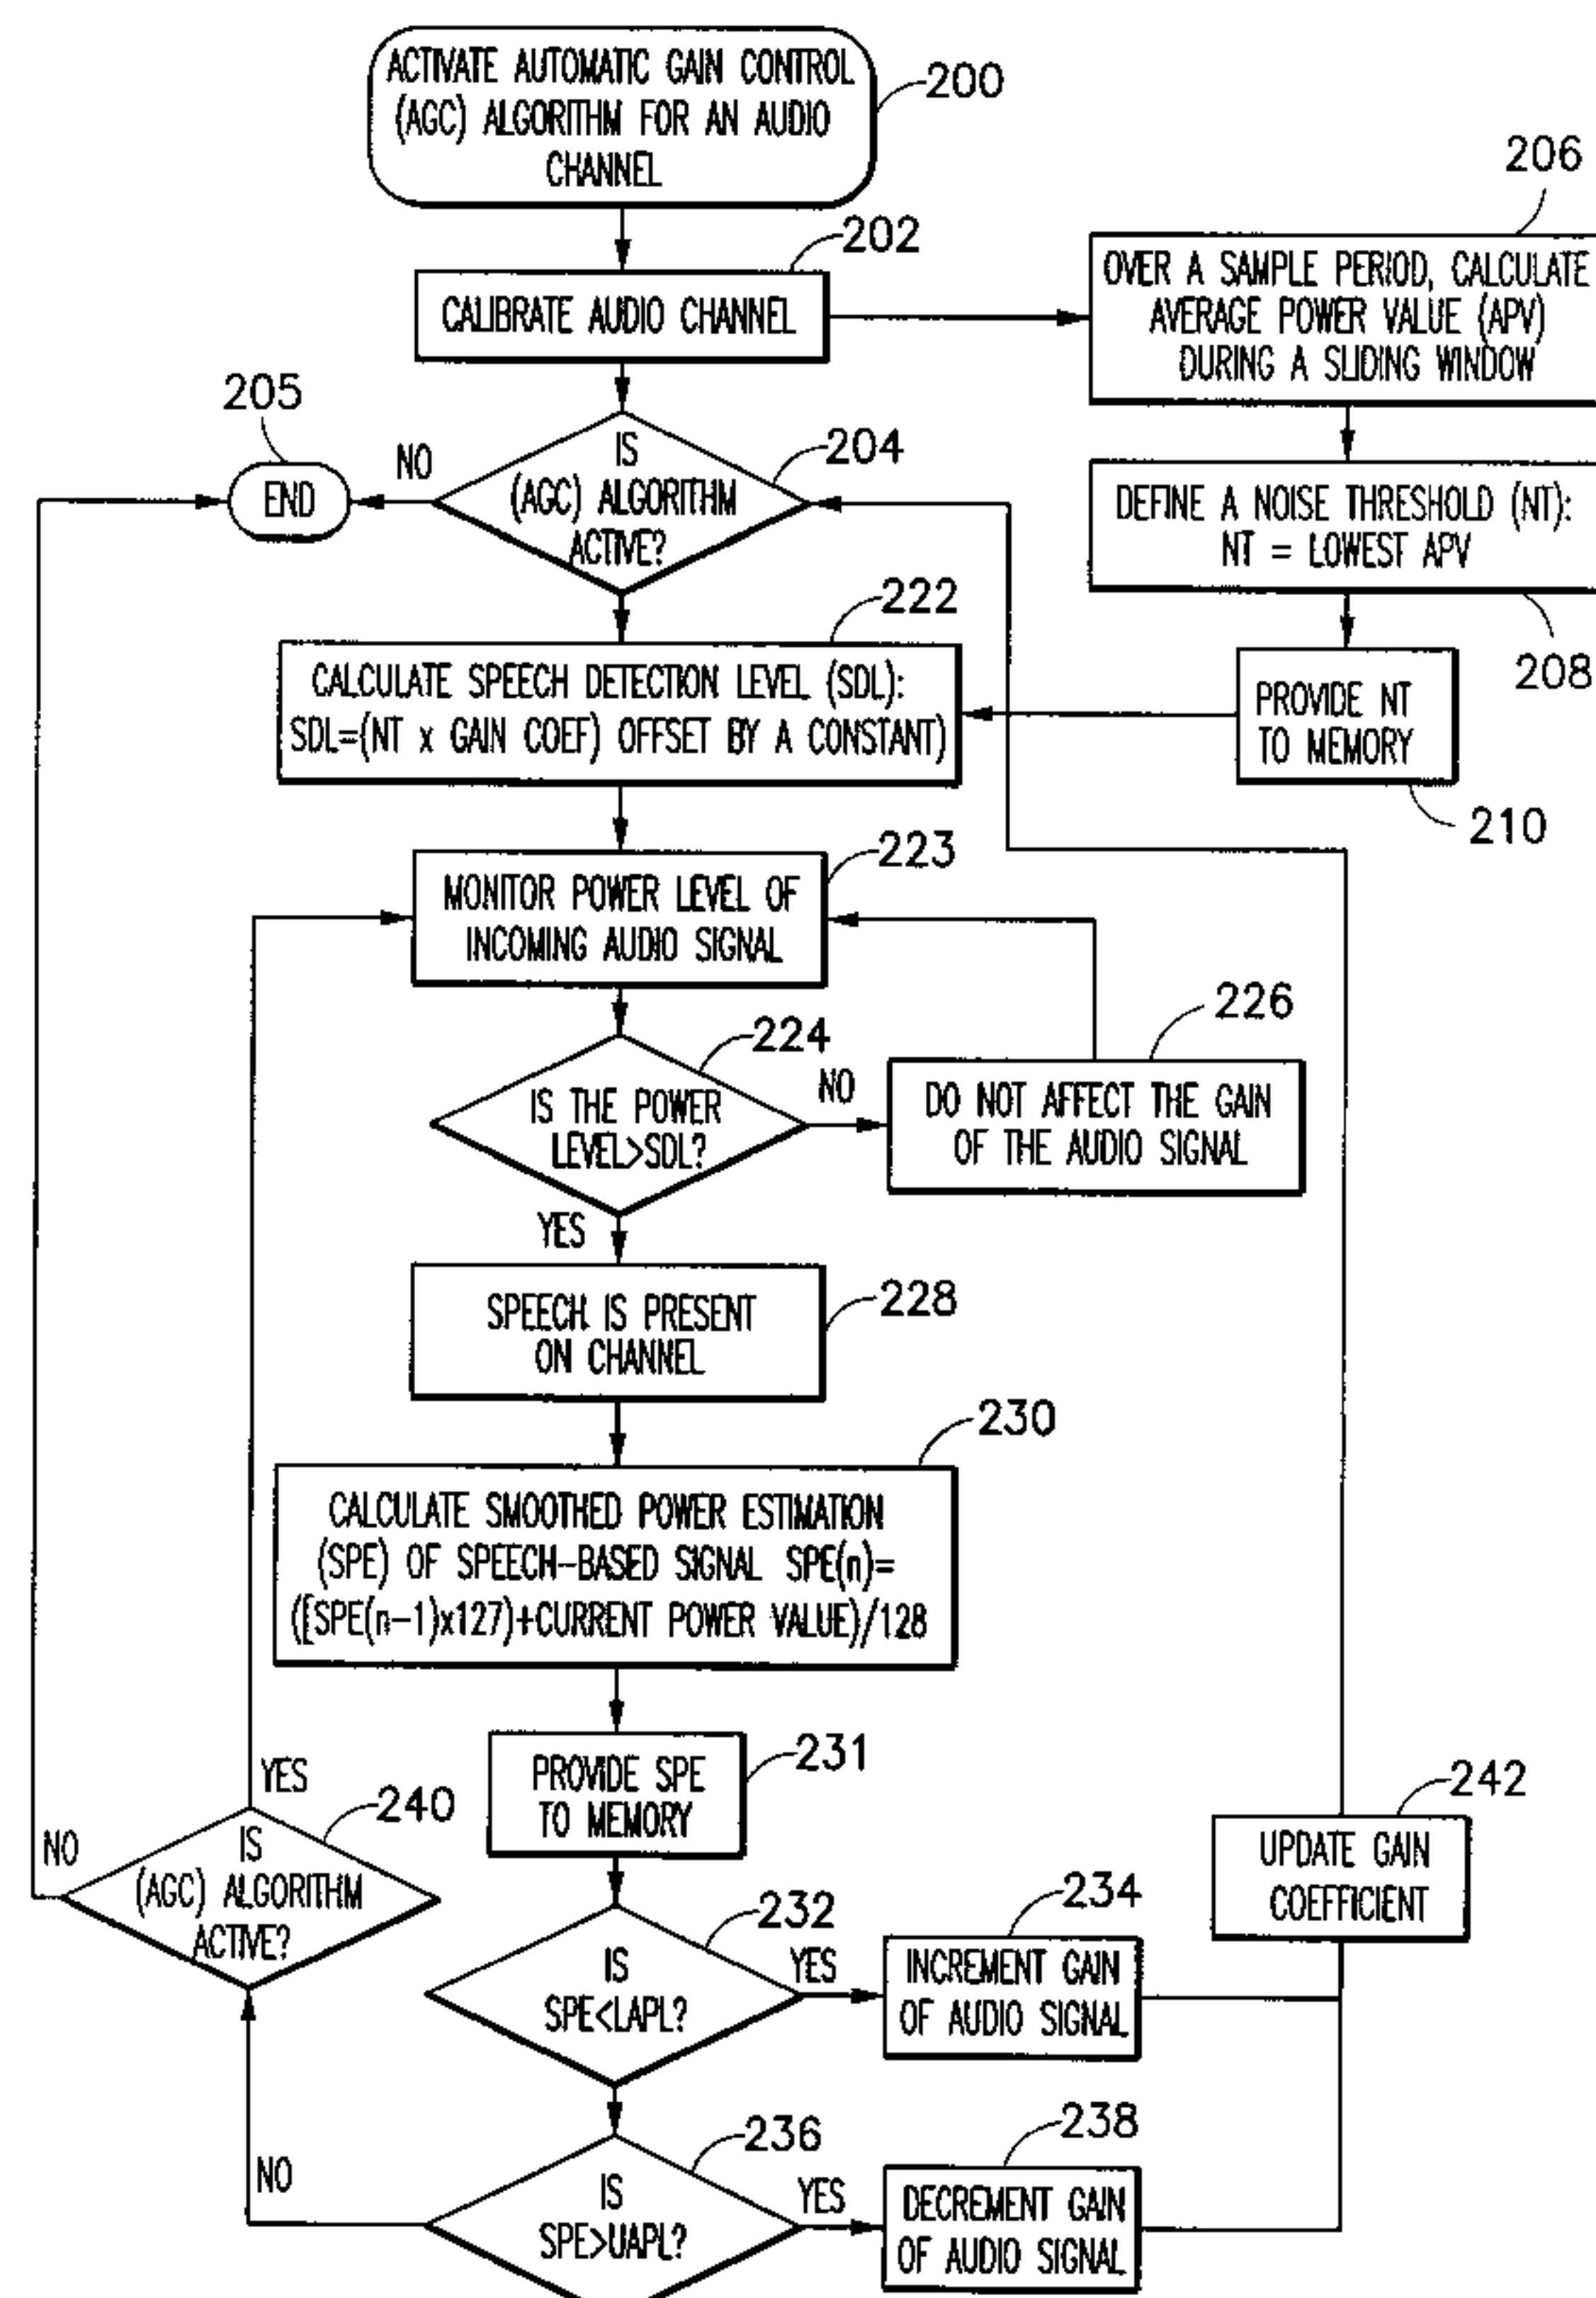 ACTIVATE AUTOMATIC GAIN CONTROL
(AGC) ALGORITHM FOR AN AUDIO
CHANNEL
200
202
CALIBRATE AUDIO CHANNEL
206
OVER A SAMPLE PERIOD, CALCULATE
AVERAGE POWER VALUE (APV)
DURING A SLIDING WINDOW
205
END
NO
204
IS
(AGC) ALGORITHM
ACTIVE?
DEFINE A NOISE THRESHOLD (NT):
NT = LOWEST APV
208
222
CALCULATE SPEECH DETECTION LEVEL (SDL):
SDL=(NT x GAIN COEF) OFFSET BY A CONSTANT)
PROVIDE NT
TO MEMORY
210
223
MONITOR POWER LEVEL OF
INCOMING AUDIO SIGNAL
224
IS THE POWER
LEVEL>SDL?
NO
226
DO NOT AFFECT THE GAIN
OF THE AUDIO SIGNAL
YES
SPEECH IS PRESENT
ON CHANNEL
228
230
CALCULATE SMOOTHED POWER ESTIMATION
(SPE) OF SPEECH-BASED SIGNAL SPE(n)=
([SPE(n-1)x127)+CURRENT POWER VALUE)/128
PROVIDE SPE
TO MEMORY
231
YES
240
NO
IS
(AGC) ALGORITHM
ACTIVE?
242
UPDATE GAIN
COEFFICIENT
232
IS
SPE<LAPL?
YES
234
INCREMENT GAIN
OF AUDIO SIGNAL
236
NO
IS
SPE>UAPL?
YES
238
DECREMENT GAIN
OF AUDIO SIGNAL